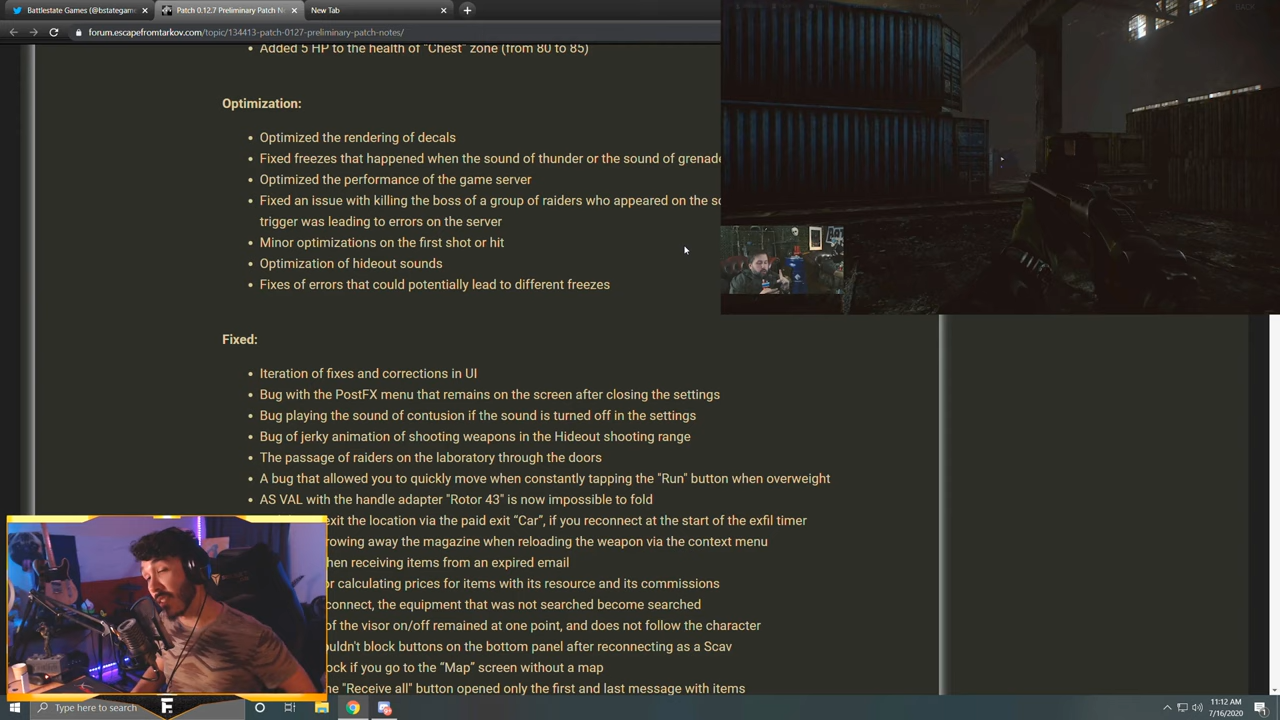 Battlestate Games (@bstategame
Patch 0.12.7 Preliminary Patch N
New Tab
forum.escapefromtarkov.com/topic/134413-patch-0127-preliminary-patch-notes/
Added 5 HP to the health of "Chest" zone (from 80 to 85)
Optimization:
Optimized the rendering of decals
Fixed freezes that happened when the sound of thunder or the sound of grenade
Optimized the performance of the game server
Fixed an issue with killing the boss of a group of raiders who appeared on the
trigger was leading to errors on the server
Minor optimizations on the first shot or hit
Optimization of hideout sounds
Fixes of errors that could potentially lead to different freezes
Fixed:
Iteration of fixes and corrections in UI
Bug with the PostFX menu that remains on the screen after closing the settings
Bug playing the sound of contusion if the sound is turned off in the settings
Bug of jerky animation of shooting weapons in the Hideout shooting range
The passage of raiders on the laboratory through the doors
A bug that allowed you to quickly move when constantly tapping the "Run" button when overweight
AS VAL with the handle adapter "Rotor 43" is now impossible to fold
exit the location via the paid exit “Car”, if you reconnect at the start of the exfil timer
rowing away the magazine when reloading the weapon via the context menu
hen receiving items from an expired email
or calculating prices for items with its resource and its commissions
connect, the equipment that was not searched become searched
of the visor on/off remained at one point, and does not follow the character
uldn't block buttons on the bottom panel after reconnecting as a Scav
ock if you go to the “Map” screen without a map
he "Receive all" button opened only the first and last message with items
Type here to search
11:12 AM
7/16/2020